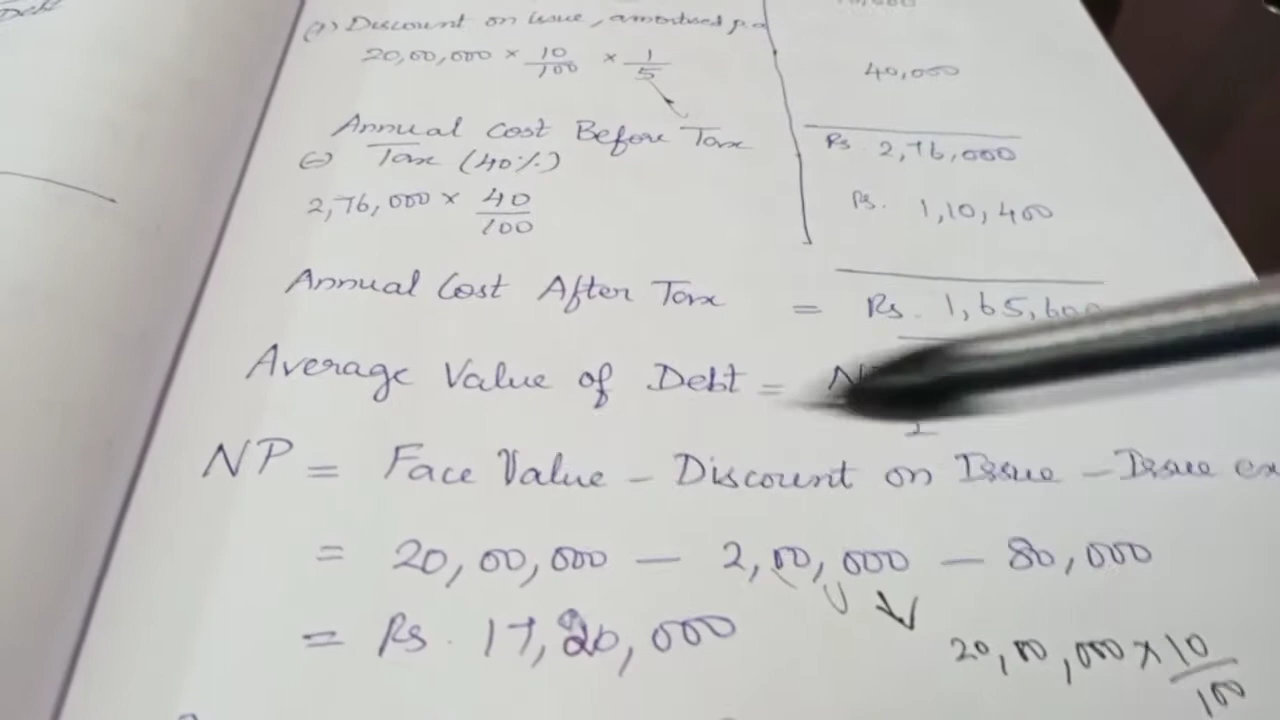 Debt
Discount on issue, amortised
20,00,000 × 10/100 × 1/5
40,000
Annual Cost Before Tax
Rs 2,76,000
(-) Tax (40%)
2,76,000 × 40/100
Rs. 1,10,400
Annual Cost After Tax = Rs. 1,65,600
Average Value of Debt =
2
NP = Face Value - Discount on Issue - Issue
= 20,00,000 - 2,00,000 - 80,000
= Rs. 17,20,000
20,00,000 × 10/100